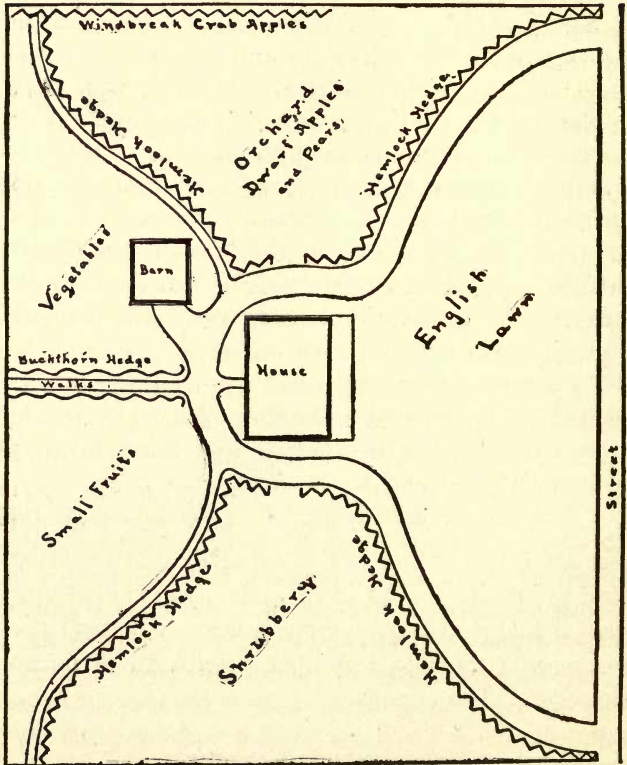 Windbreak Crab Apples
Hemlock Hedge
Orchard
Dwarf Apples
and Pears,
Hemlock Hedge
Vegetables
Barn
English
Lawn
Buckthorn Hedge
Walks
House
Small Fruits
Street
Hemlock Hedge
Shrubbery
Hemlock Hedge